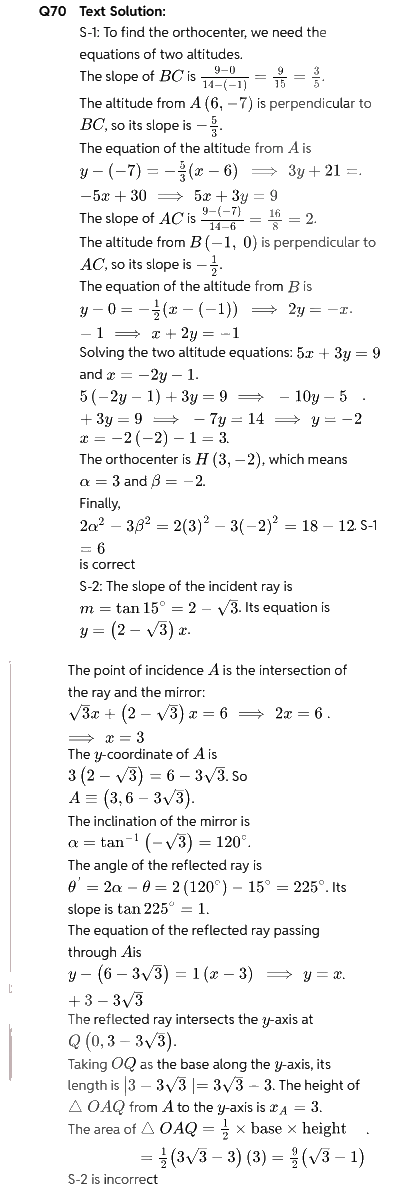 Q70 Text Solution:
S-1: To find the orthocenter, we need the
equations of two altitudes.
The slope of BC is \frac{9-0}{14-(-1)} = \frac{9}{15} = \frac{3}{5}.
The altitude from A (6, −7) is perpendicular to
BC, so its slope is −\frac{5}{3}.
The equation of the altitude from A is
y − (−7) = −\frac{5}{3}(x − 6) ⟹ 3y + 21 =.
−5x + 30 ⟹ 5x + 3y = 9
The slope of AC is \frac{9-(-7)}{14-6} = \frac{16}{8} = 2.
The altitude from B (−1, 0) is perpendicular to
AC, so its slope is −\frac{1}{2}.
The equation of the altitude from B is
y − 0 = −\frac{1}{2}(x − (−1)) ⟹ 2y = −x.
− 1 ⟹ x + 2y = −1
Solving the two altitude equations: 5x + 3y = 9
and x = −2y − 1.
5 (−2y − 1) + 3y = 9 ⟹ − 10y − 5 .
+ 3y = 9 ⟹ − 7y = 14 ⟹ y = −2
x = −2 (−2) − 1 = 3.
The orthocenter is H (3, −2), which means
α = 3 and β = −2.
Finally,
2α² − 3β² = 2(3)² − 3(−2)² = 18 − 12. S-1
= 6
is correct
S-2: The slope of the incident ray is
m = tan 15° = 2 − √3. Its equation is
y = (2 − √3) x.
The point of incidence A is the intersection of
the ray and the mirror:
√3x + (2 − √3) x = 6 ⟹ 2x = 6 .
⟹ x = 3
The y-coordinate of A is
3 (2 − √3) = 6 − 3√3. So
A ≡ (3, 6 − 3√3).
The inclination of the mirror is
α = tan⁻¹ (−√3) = 120°.
The angle of the reflected ray is
θ′ = 2α − θ = 2 (120°) − 15° = 225°. Its
slope is tan 225° = 1.
The equation of the reflected ray passing
through Ais
y − (6 − 3√3) = 1 (x − 3) ⟹ y = x.
+ 3 − 3√3
The reflected ray intersects the y-axis at
Q (0, 3 − 3√3).
Taking OQ as the base along the y-axis, its
length is |3 − 3√3 |= 3√3 − 3. The height of
△ OAQ from A to the y-axis is x_A = 3.
The area of △ OAQ = \frac{1}{2} × base × height .
= \frac{1}{2}(3√3 − 3) (3) = \frac{9}{2}(√3 − 1)
S-2 is incorrect